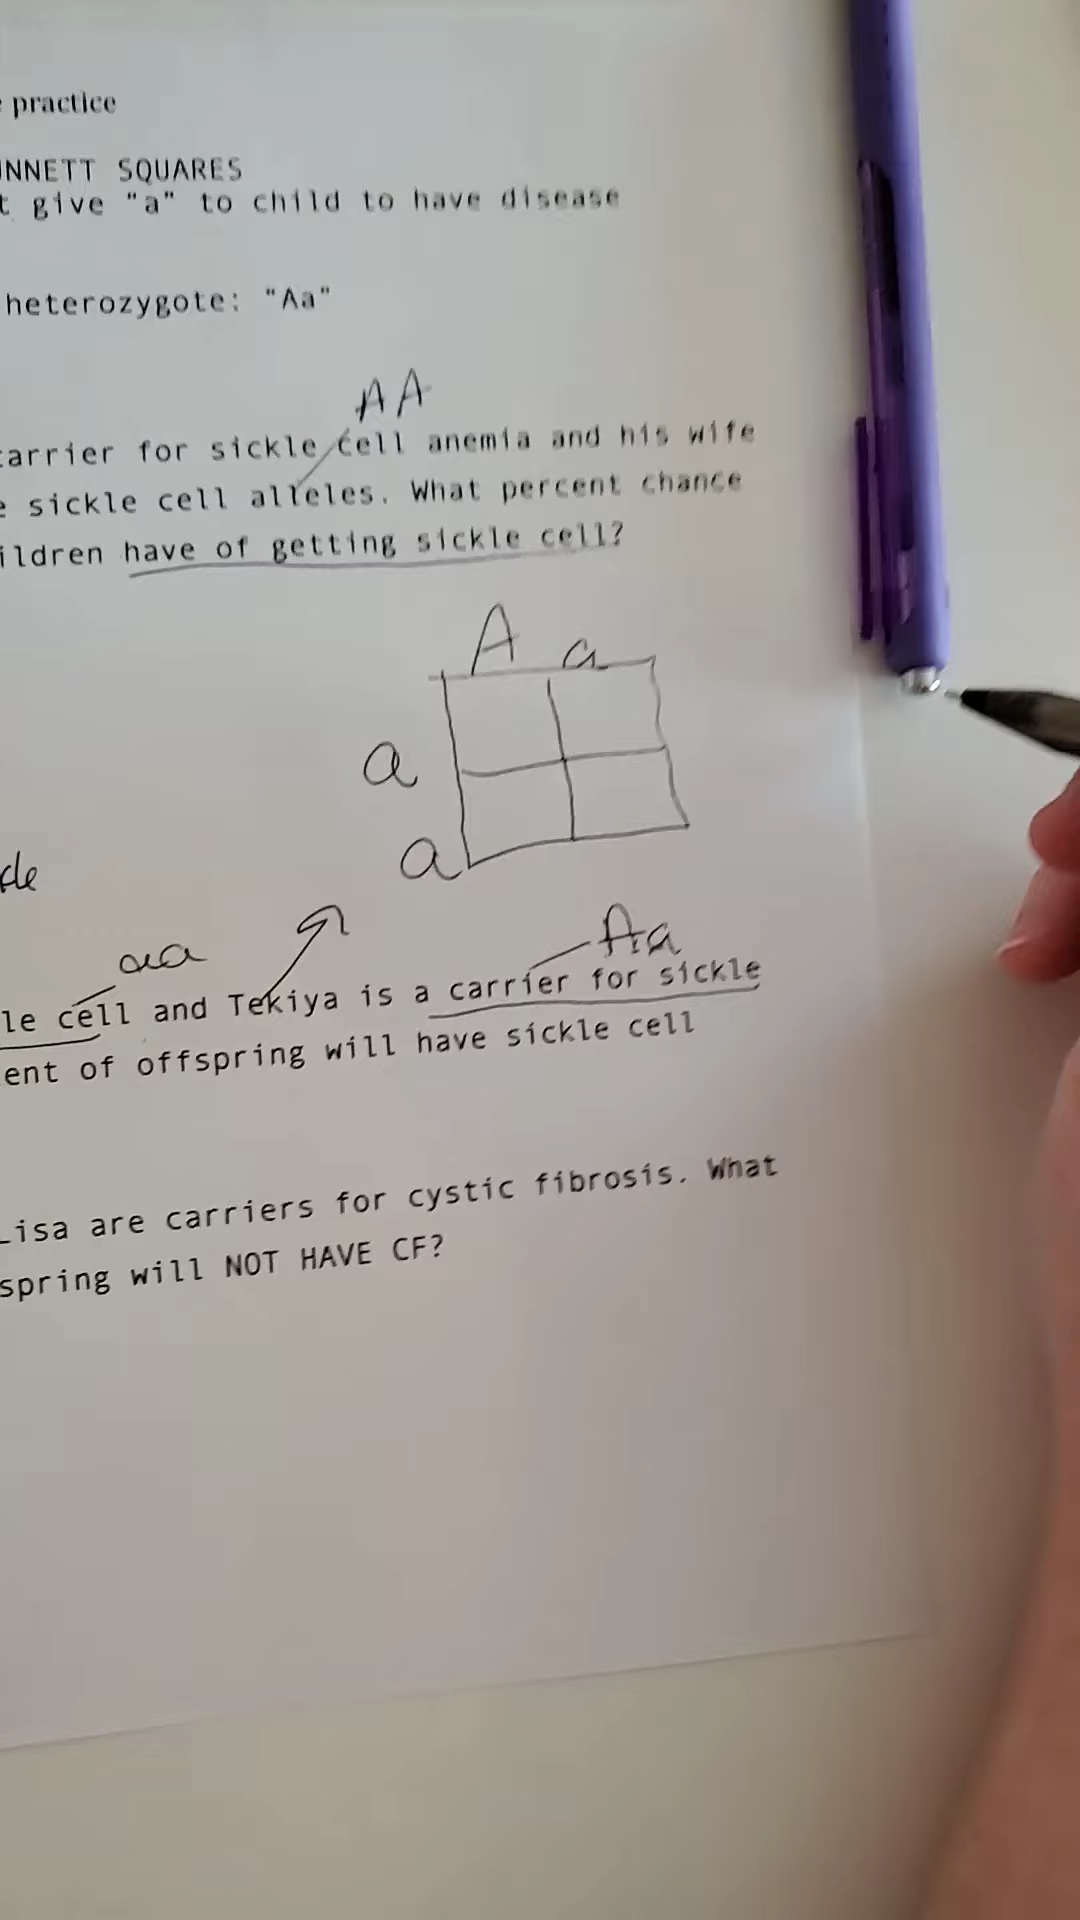 practice
NNETT SQUARES
t give "a" to child to have disease
heterozygote: "Aa"
AA
carrier for sickle cell anemia and his wife
e sickle cell alleles. What percent chance
ildren have of getting sickle cell?
A a
a
a
cle
aa
Aa
le cell and Tekiya is a carrier for sickle
ent of offspring will have sickle cell
Lisa are carriers for cystic fibrosis. What
spring will NOT HAVE CF?